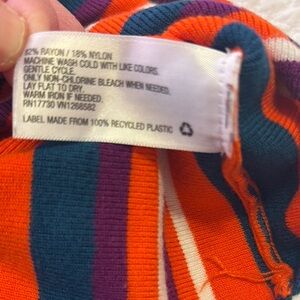 82% RAYON / 18% NYLON
MACHINE WASH COLD WITH LIKE COLORS.
GENTLE CYCLE.
ONLY NON-CHLORINE BLEACH WHEN NEEDED.
LAY FLAT TO DRY.
WARM IRON IF NEEDED.
RN17730 VN1268582
LABEL MADE FROM 100% RECYCLED PLASTIC